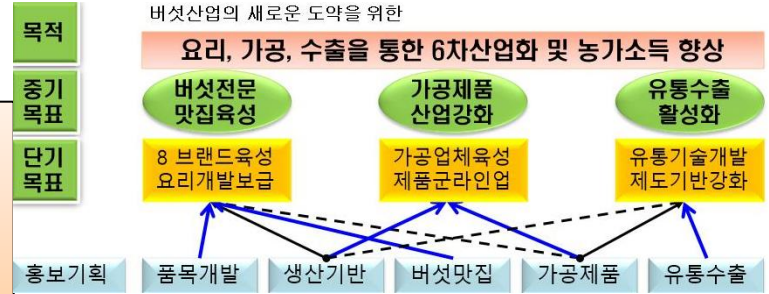 버섯산업의 새로운 도약을 위한
목적
요리, 가공, 수출을 통한 6차산업화 및 농가소득 향상
중기
목표
버섯전문
맛집육성
가공제품
산업강화
유통수출
활성화
단기
목표
8 브랜드육성
요리개발보급
가공업체육성
제품군라인업
유통기술개발
제도기반강화
홍보기획
품목개발
생산기반
버섯맛집
가공제품
유통수출